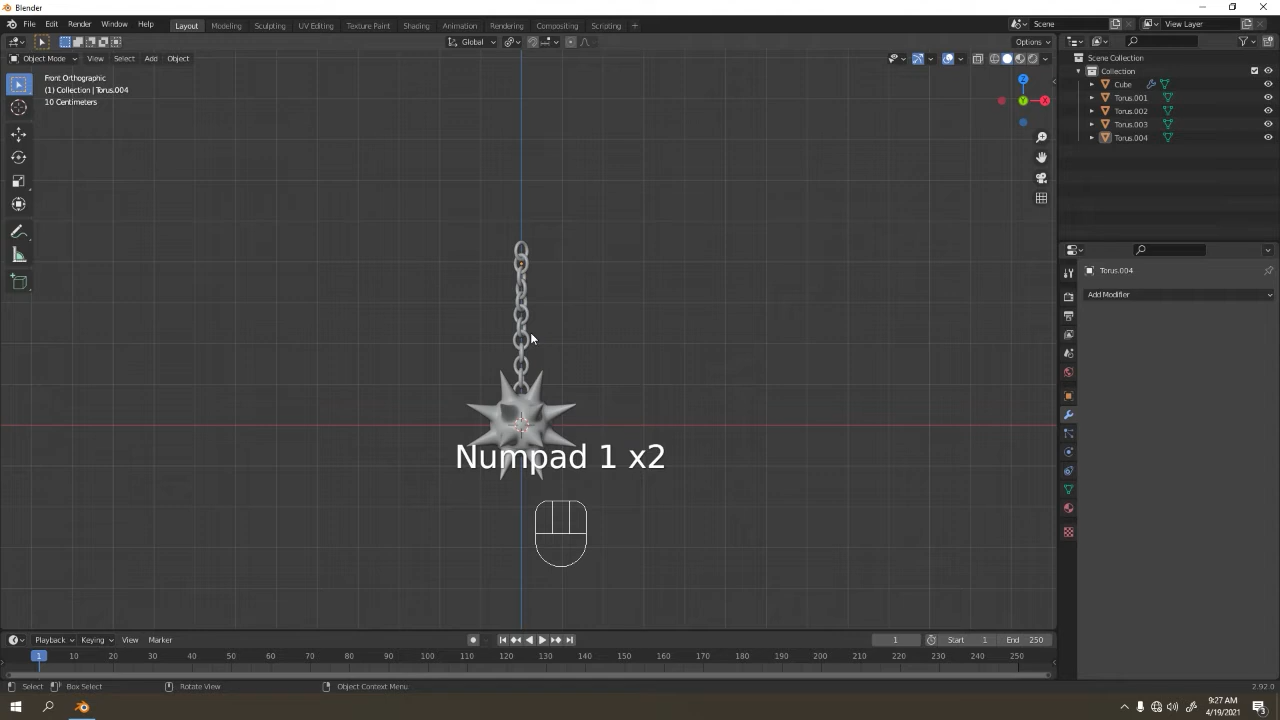 Blender
File Edit Render Window Help Layout Modeling Sculpting UV Editing Texture Paint Shading Animation Rendering Compositing Scripting + Scene View Layer
Global Options
Object Mode View Select Add Object
Front Orthographic
(1) Collection | Torus.004
10 Centimeters
Z
Y
X
Scene Collection
Collection
Cube
Torus.001
Torus.002
Torus.003
Torus.004
Torus.004
Add Modifier
Numpad 1 x2
Playback Keying View Marker 1 Start 1 End 250
1 10 20 30 40 50 60 70 80 90 100 110 120 130 140 150 160 170 180 190 200 210 220 230 240 250
Select Box Select Rotate View Object Context Menu 2.92.0
9:27 AM
4/19/2021
3